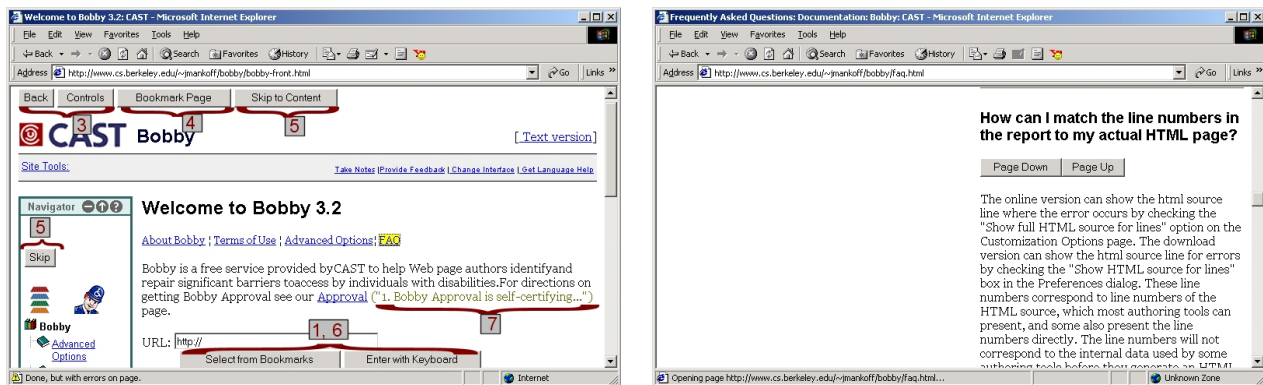 Welcome to Bobby 3.2: CAST - Microsoft Internet Explorer
File Edit View Favorites Tools Help
Back Search Favorites History
Address http://www.cs.berkeley.edu/~jmankoff/bobby/bobby-front.html Go Links »
Back Controls Bookmark Page Skip to Content
3 4 5
CAST Bobby [ Text version]
Site Tools: Take Notes |Provide Feedback | Change Interface | Get Language Help
Navigator
5
Skip
Bobby
Advanced
Options
Welcome to Bobby 3.2
About Bobby ¦ Terms of Use ¦ Advanced Options¦ FAQ
Bobby is a free service provided byCAST to help Web page authors identifyand
repair significant barriers toaccess by individuals with disabilities.For directions on
getting Bobby Approval see our Approval ("1. Bobby Approval is self-certifying...")
page.
7
1, 6
URL: http://
Select from Bookmarks Enter with Keyboard
Done, but with errors on page. Internet
Frequently Asked Questions: Documentation: Bobby: CAST - Microsoft Internet Explorer
File Edit View Favorites Tools Help
Back Search Favorites History
Address http://www.cs.berkeley.edu/~jmankoff/bobby/faq.html Go Links »
How can I match the line numbers in
the report to my actual HTML page?
Page Down Page Up
The online version can show the html source
line where the error occurs by checking the
"Show full HTML source for lines" option on the
Customization Options page. The download
version can show the html source line for errors
by checking the "Show HTML source for lines"
box in the Preferences dialog. These line
numbers correspond to line numbers of the
HTML source, which most authoring tools can
present, and some also present the line
numbers directly. The line numbers will not
correspond to the internal data used by some
authoring tools before they generate an HTML
Opening page http://www.cs.berkeley.edu/~jmankoff/bobby/faq.html... Unknown Zone